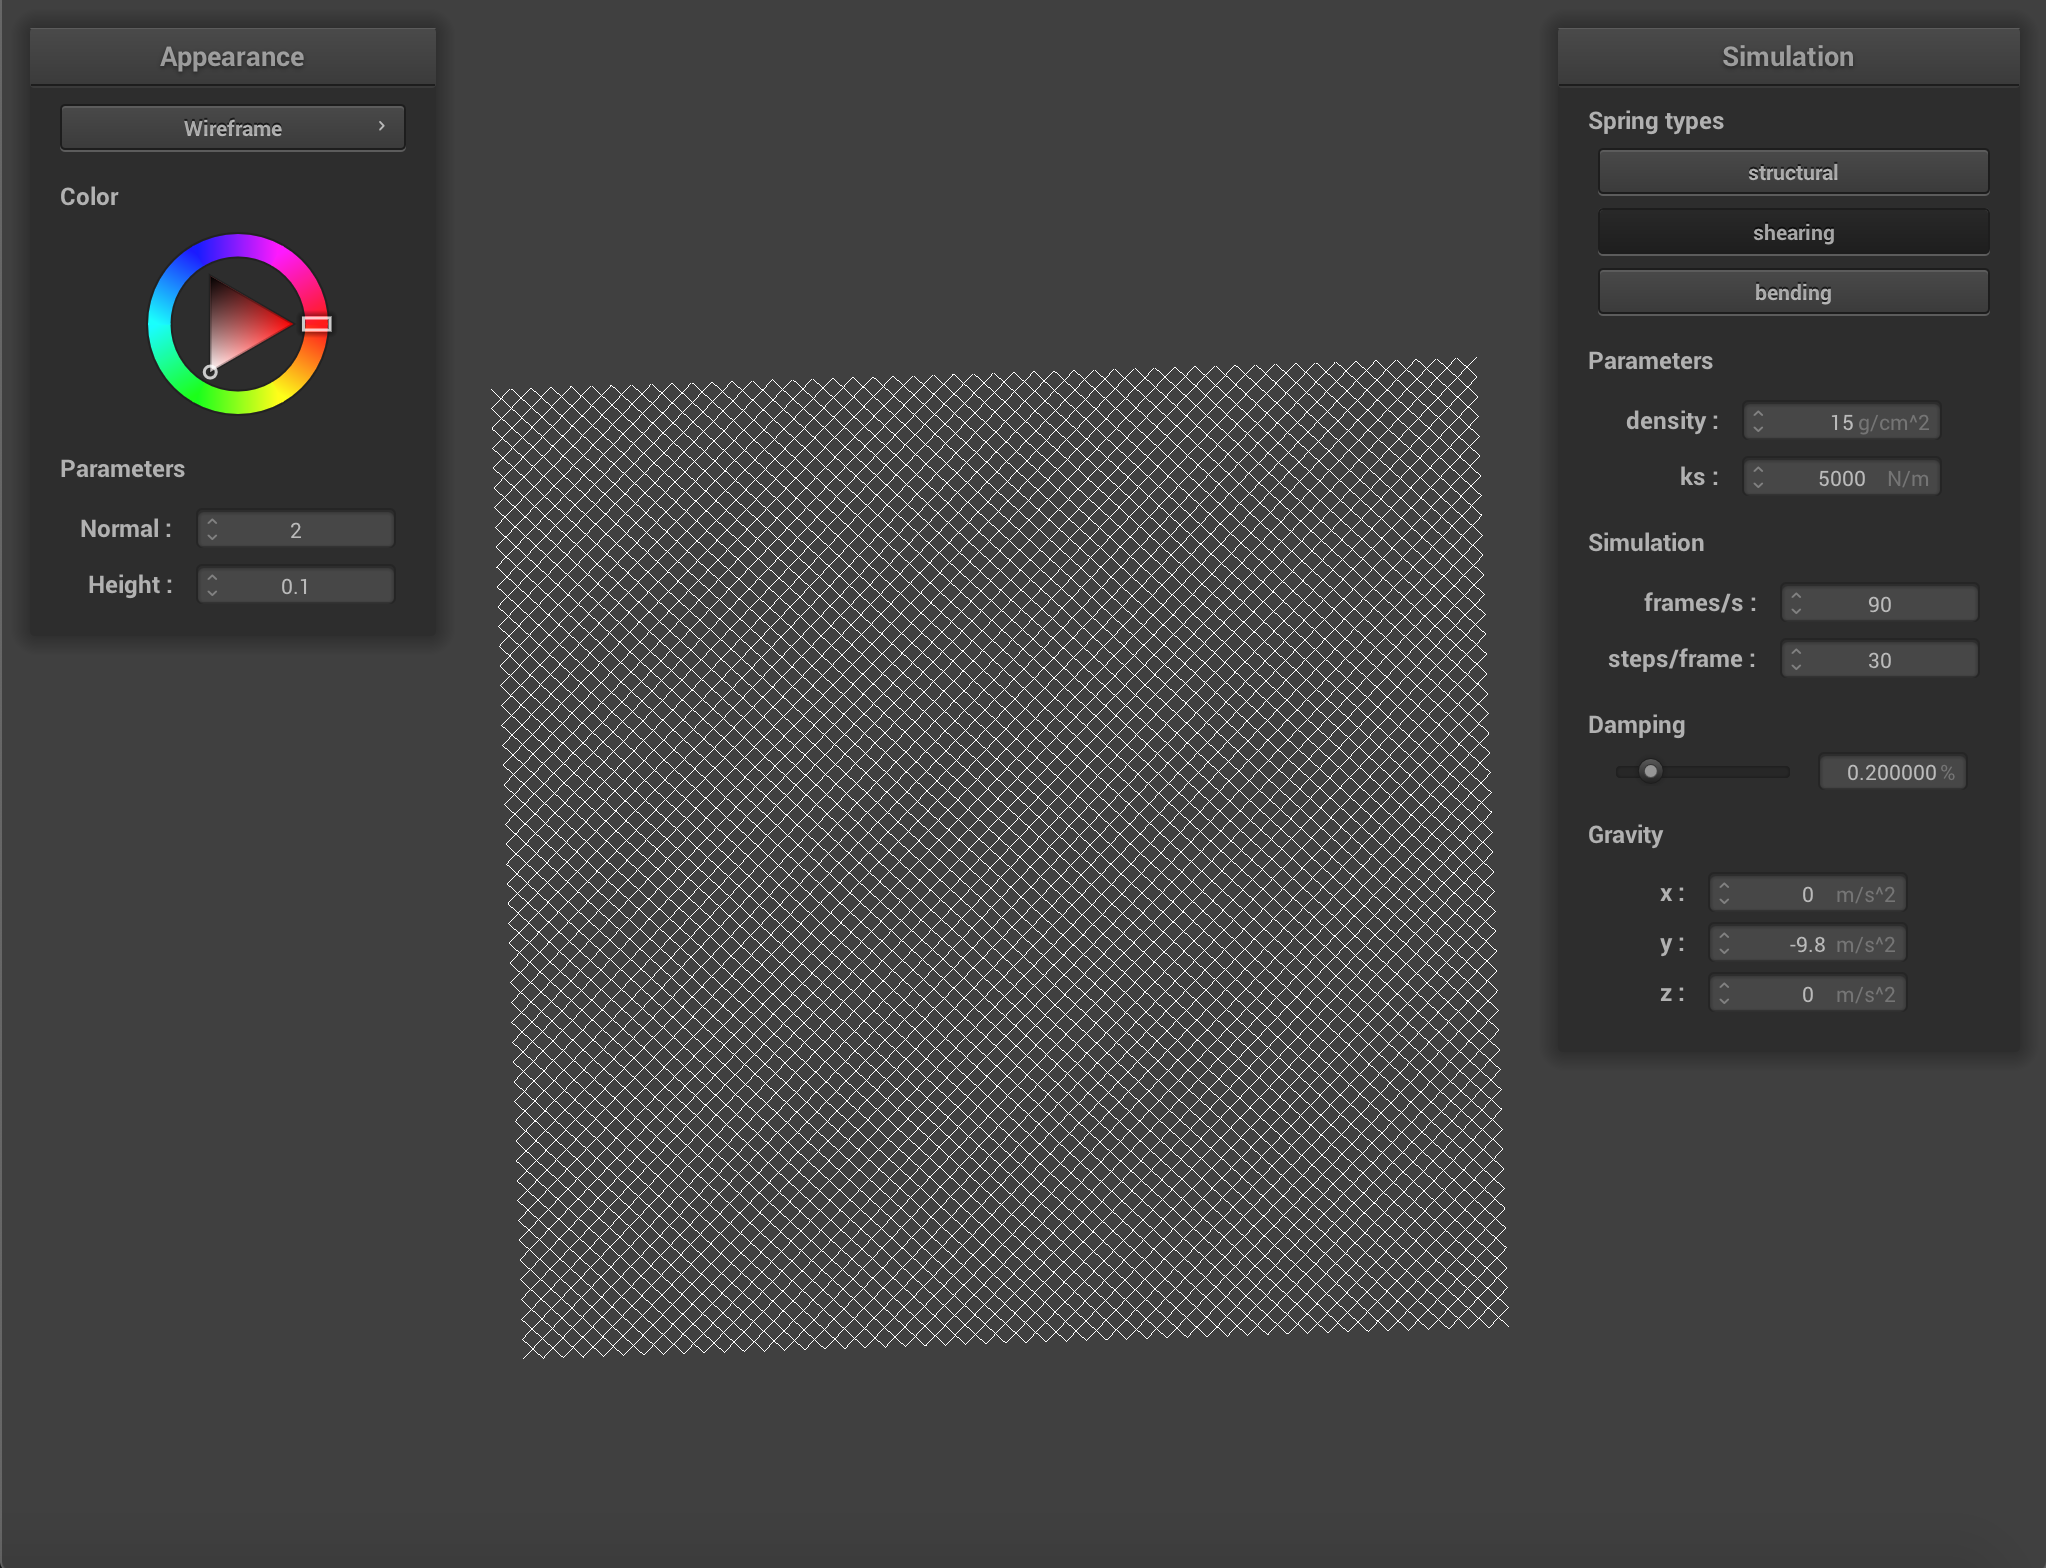 Appearance
Wireframe
Color
Parameters
Normal : 2
Height : 0.1
Simulation
Spring types
structural
shearing
bending
Parameters
density : 15 g/cm^2
ks : 5000 N/m
Simulation
frames/s : 90
steps/frame : 30
Damping
0.200000 %
Gravity
x : 0 m/s^2
y : -9.8 m/s^2
z : 0 m/s^2